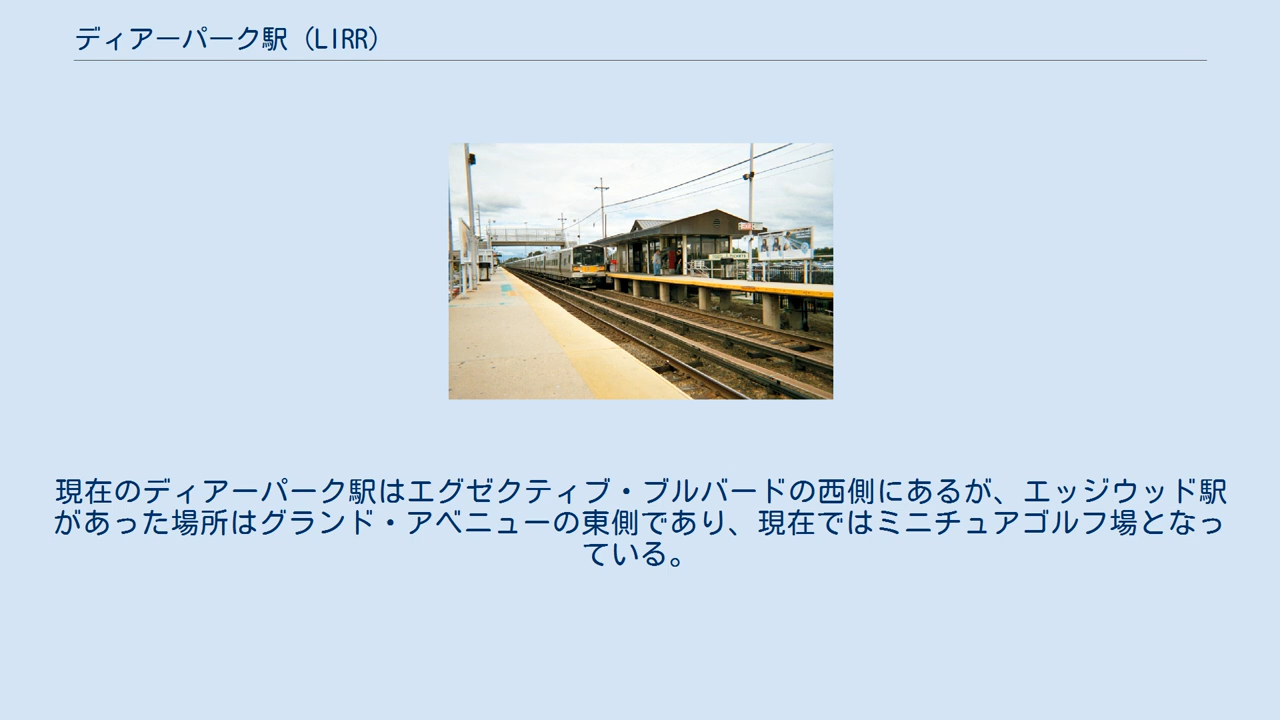 ディアーパーク駅（LIRR）
現在のディアーパーク駅はエグゼクティブ・ブルバードの西側にあるが、エッジウッド駅
があった場所はグランド・アベニューの東側であり、現在ではミニチュアゴルフ場となっ
ている。